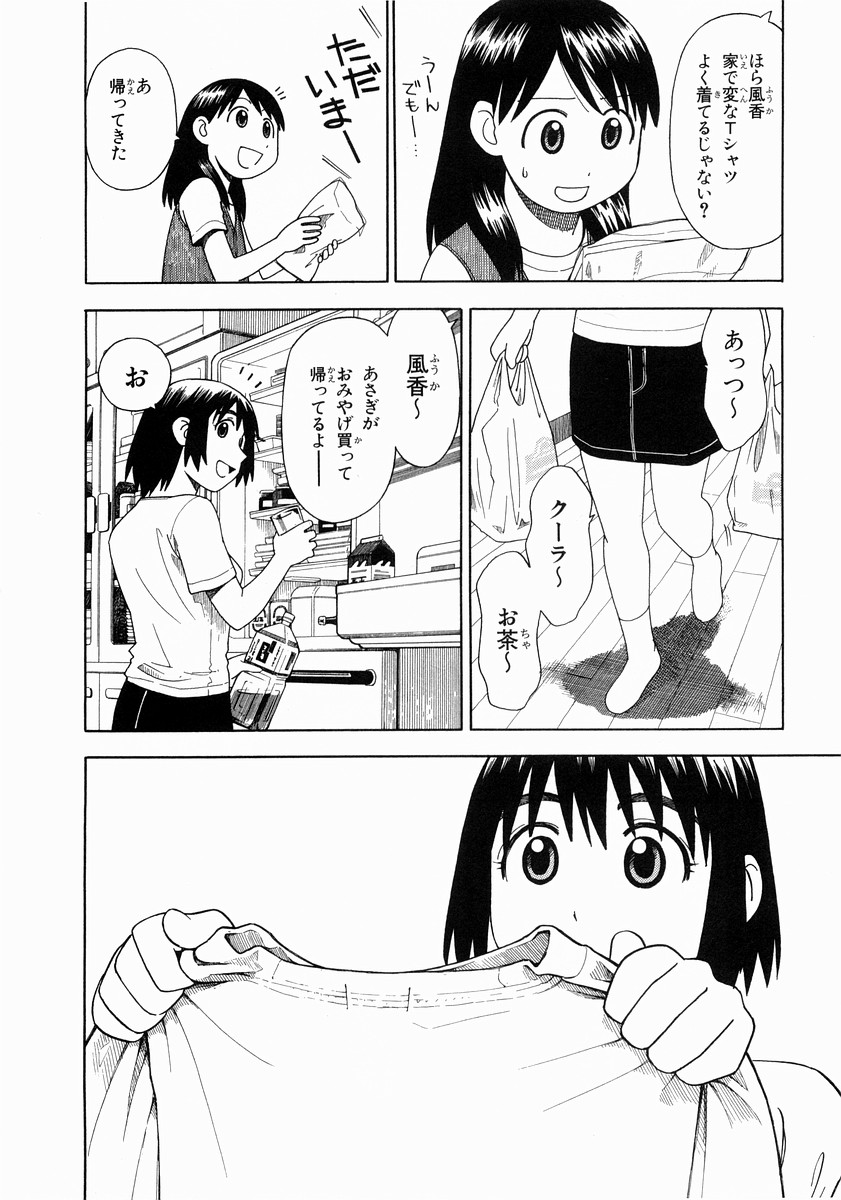 ほら風香
家で変なTシャツ
よく着てるじゃない?
うーん
でもー…
ただ
いまー
あ
帰ってきた
あっつ〜
クーラ〜
お茶〜
風香〜
あさぎが
おみやげ買って
帰ってるよ――
お